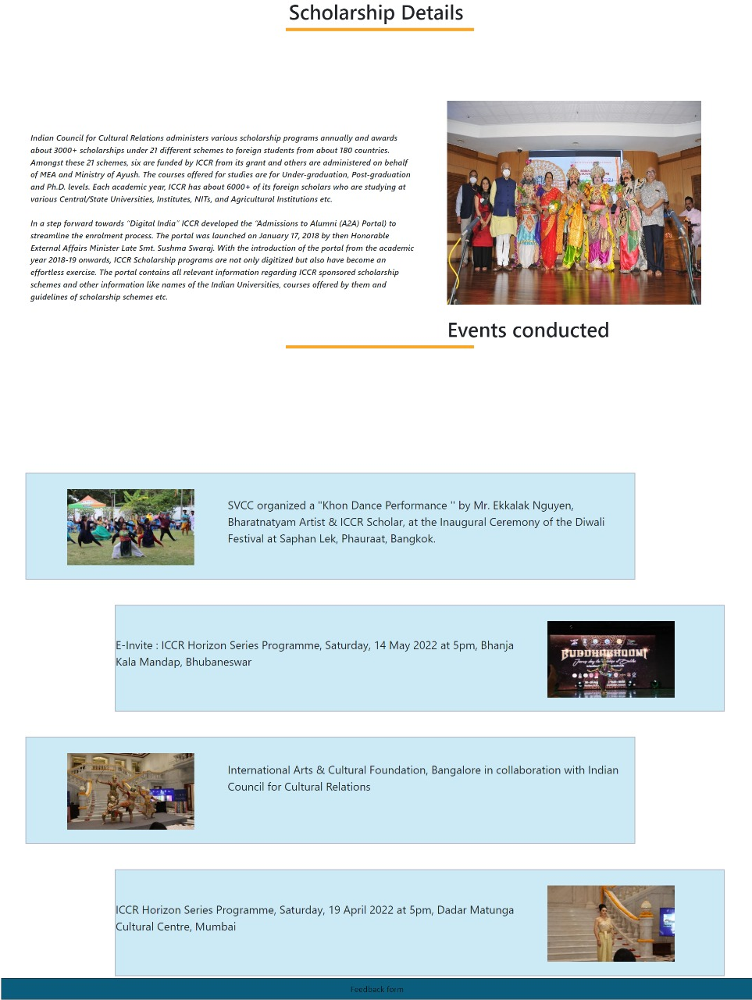 Scholarship Details
Indian Council for Cultural Relations administers various scholarship programs annually and awards
about 3000+ scholarships under 21 different schemes to foreign students from about 180 countries.
Amongst these 21 schemes, six are funded by ICCR from its grant and others are administered on behalf
of MEA and Ministry of Ayush. The courses offered for studies are for Under-graduation, Post-graduation
and Ph.D. levels. Each academic year, ICCR has about 6000+ of its foreign scholars who are studying at
various Central/State Universities, Institutes, NITs, and Agricultural Institutions etc.
In a step forward towards “Digital India” ICCR developed the “Admissions to Alumni (A2A) Portal) to
streamline the enrolment process. The portal was launched on January 17, 2018 by then Honorable
External Affairs Minister Late Smt. Sushma Swaraj. With the introduction of the portal from the academic
year 2018-19 onwards, ICCR Scholarship programs are not only digitized but also have become an
effortless exercise. The portal contains all relevant information regarding ICCR sponsored scholarship
schemes and other information like names of the Indian Universities, courses offered by them and
guidelines of scholarship schemes etc.
Events conducted
SVCC organized a "Khon Dance Performance '' by Mr. Ekkalak Nguyen,
Bharatnatyam Artist & ICCR Scholar, at the Inaugural Ceremony of the Diwali
Festival at Saphan Lek, Phauraat, Bangkok.
E-Invite : ICCR Horizon Series Programme, Saturday, 14 May 2022 at 5pm, Bhanja
Kala Mandap, Bhubaneswar
BUDDHABHOOMI
International Arts & Cultural Foundation, Bangalore in collaboration with Indian
Council for Cultural Relations
ICCR Horizon Series Programme, Saturday, 19 April 2022 at 5pm, Dadar Matunga
Cultural Centre, Mumbai
Feedback form